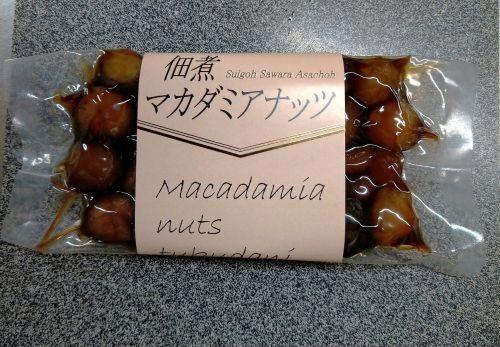 佃煮
Suigoh Sawara Asachoh
マカダミアナッツ
Macadamia
nuts